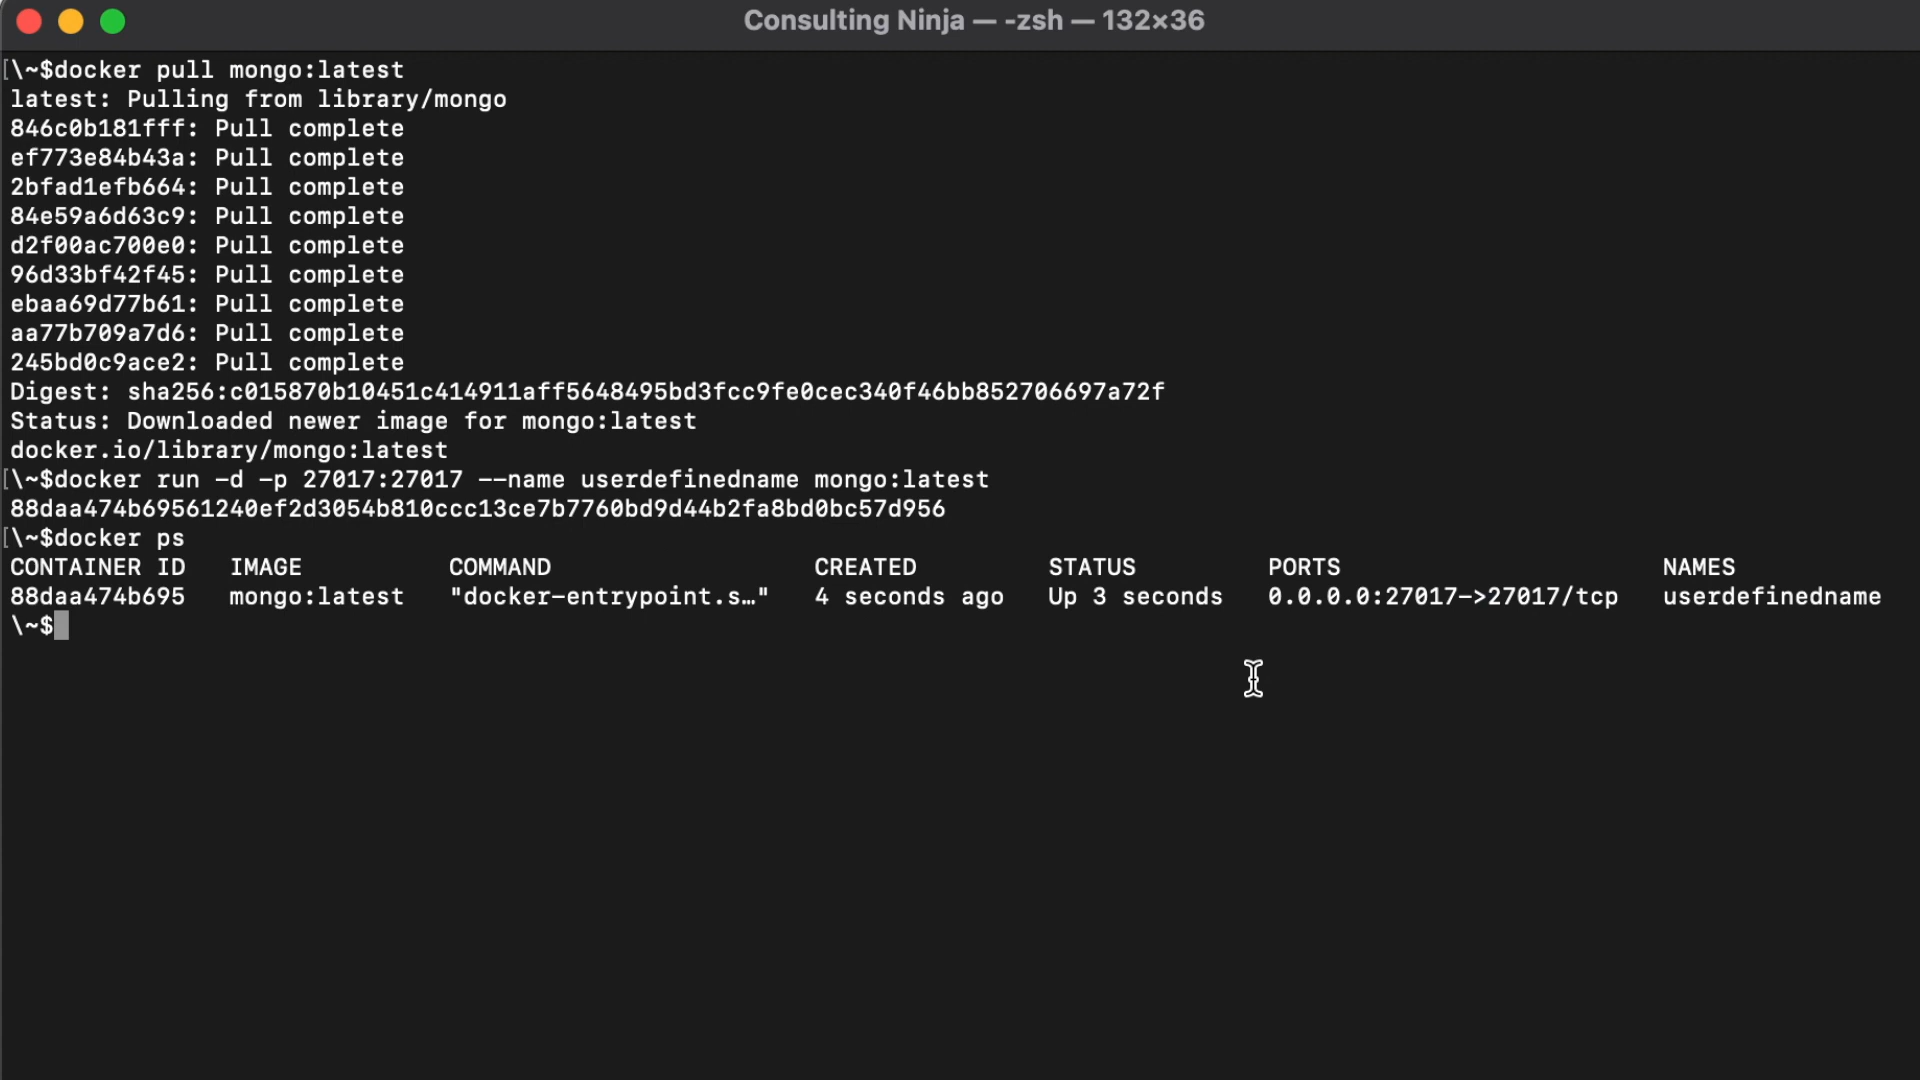 Consulting Ninja — -zsh — 132×36
[\~$docker pull mongo:latest
latest: Pulling from library/mongo
846c0b181fff: Pull complete
ef773e84b43a: Pull complete
2bfad1efb664: Pull complete
84e59a6d63c9: Pull complete
d2f00ac700e0: Pull complete
96d33bf42f45: Pull complete
ebaa69d77b61: Pull complete
aa77b709a7d6: Pull complete
245bd0c9ace2: Pull complete
Digest: sha256:c015870b10451c414911aff5648495bd3fcc9fe0cec340f46bb852706697a72f
Status: Downloaded newer image for mongo:latest
docker.io/library/mongo:latest
[\~$docker run -d -p 27017:27017 --name userdefinedname mongo:latest
88daa474b69561240ef2d3054b810ccc13ce7b7760bd9d44b2fa8bd0bc57d956
[\~$docker ps
CONTAINER ID   IMAGE          COMMAND                  CREATED         STATUS         PORTS                      NAMES
88daa474b695   mongo:latest   "docker-entrypoint.s…"   4 seconds ago   Up 3 seconds   0.0.0.0:27017->27017/tcp   userdefinedname
\~$